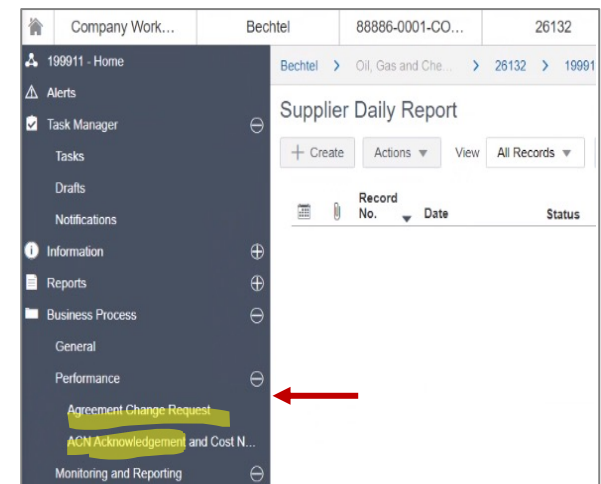 Company Work... Bechtel 88886-0001-CO... 26132
199911 - Home
Alerts
Task Manager
Tasks
Drafts
Notifications
Information
Reports
Business Process
General
Performance
Agreement Change Request
ACN Acknowledgement and Cost N...
Monitoring and Reporting
Bechtel > Oil, Gas and Che... > 26132 > 19991
Supplier Daily Report
+ Create Actions View All Records
Record
No. Date Status